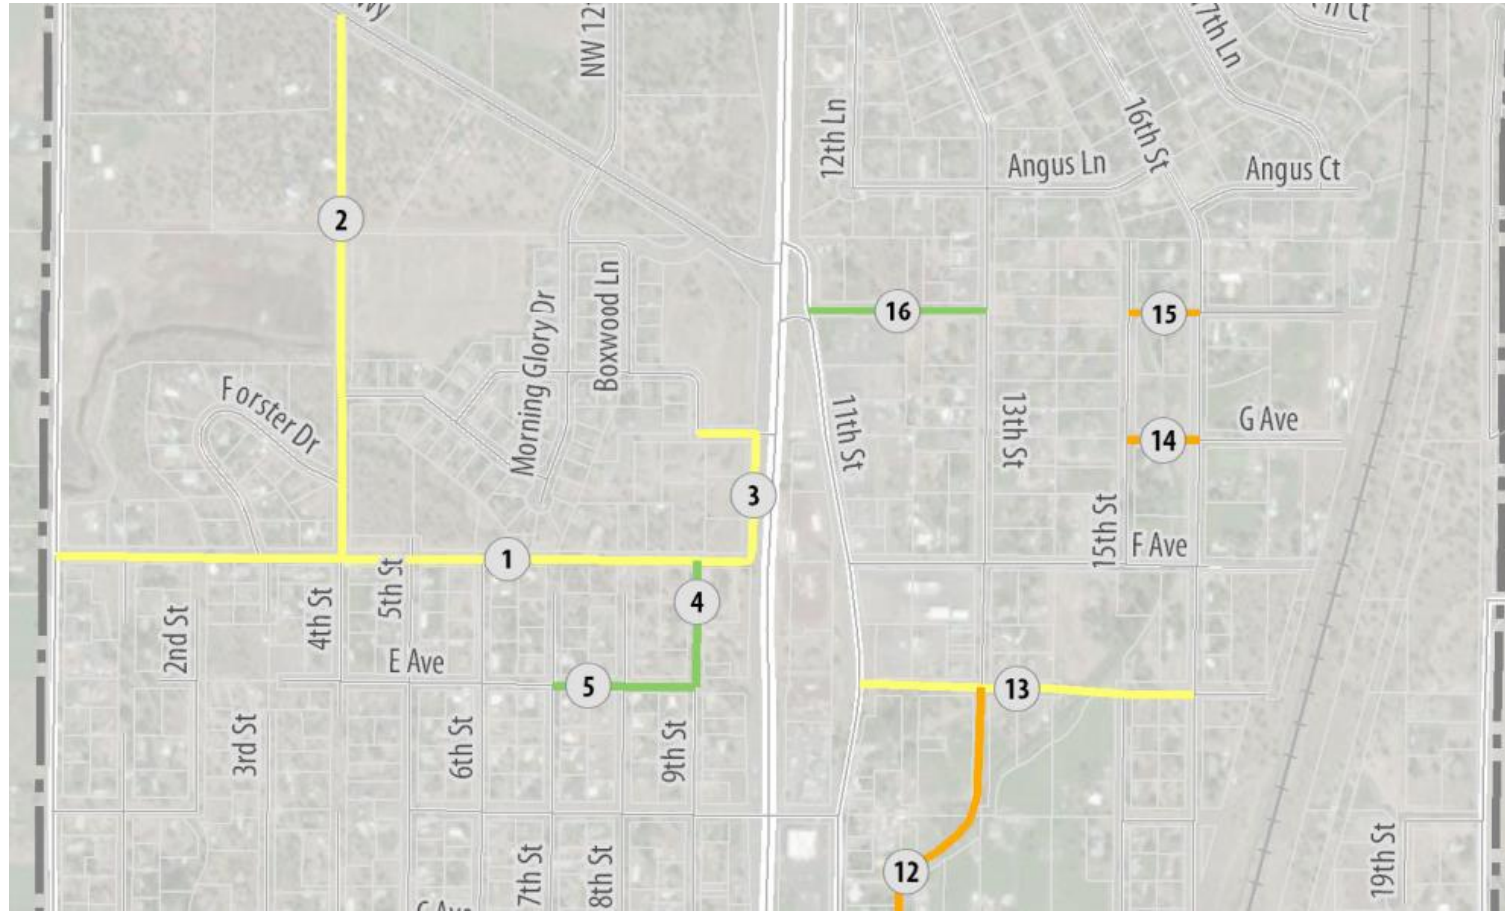 NW 12
17th Ln
Ct
12th Ln
16th St
Angus Ln
Angus Ct
2
Boxwood Ln
Morning Glory Dr
16
15
Forster Dr
11th St
13th St
G Ave
14
3
15th St
F Ave
1
5th St
4th St
4
2nd St
E Ave
5
13
3rd St
6th St
9th St
7th St
8th St
12
19th St